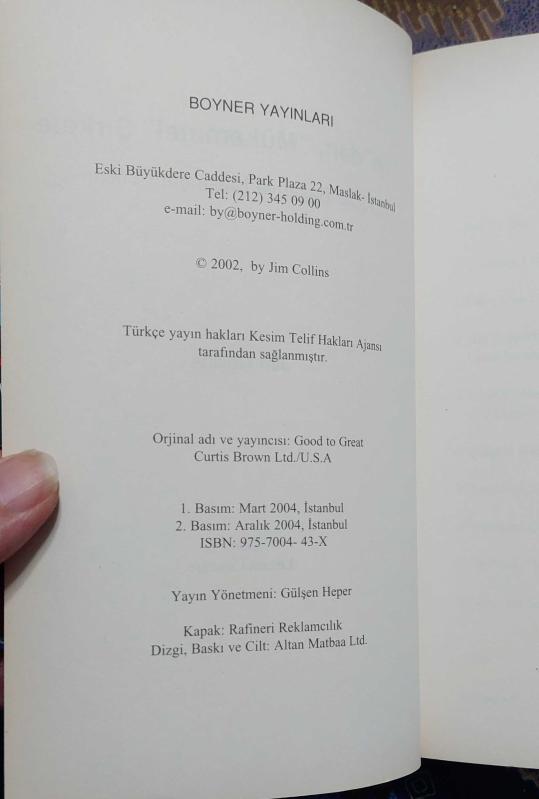 BOYNER YAYINLARI
Eski Büyükdere Caddesi, Park Plaza 22, Maslak- İstanbul
Tel: (212) 345 09 00
e-mail: by@boyner-holding.com.tr
© 2002, by Jim Collins
Türkçe yayın hakları Kesim Telif Hakları Ajansı
tarafından sağlanmıştır.
Orjinal adı ve yayıncısı: Good to Great
Curtis Brown Ltd./U.S.A
1. Basım: Mart 2004, İstanbul
2. Basım: Aralık 2004, İstanbul
ISBN: 975-7004- 43-X
Yayın Yönetmeni: Gülşen Heper
Kapak: Rafineri Reklamcılık
Dizgi, Baskı ve Cilt: Altan Matbaa Ltd.